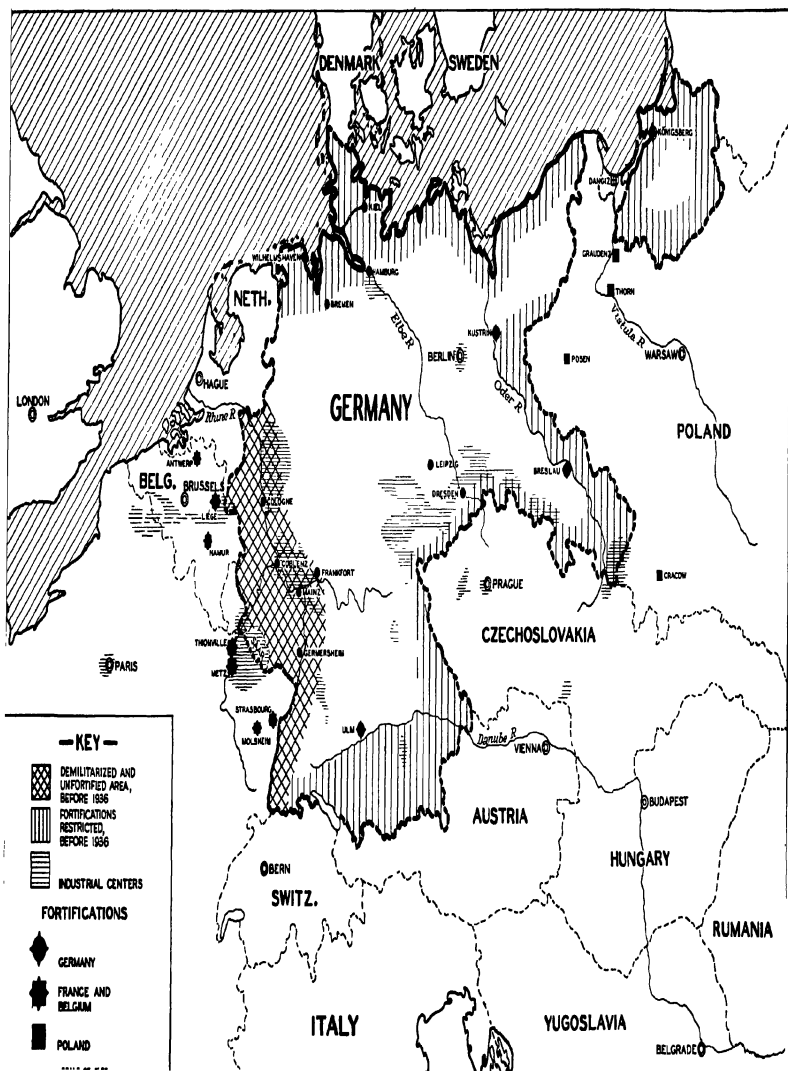 DENMARK
SWEDEN
KÖNIGSBERG
DANGIZ
KIEL
GRAUDENZ
WILHELMSHAVEN
HAMBURG
THORN
NETH.
BREMEN
Elbe R
KUSTRIN
Vistula R
BERLIN
POSEN
WARSAW
HAGUE
Oder R
LONDON
Rhine R
GERMANY
POLAND
ANTWERP
LEIPZIG
BRESLAU
BELG.
BRUSSELS
DRESDEN
LIEGE
COLOGNE
NAMUR
COBLENZ
FRANKFORT
CRACOW
PRAGUE
MAINZ
CZECHOSLOVAKIA
THIONVILLE
GERMERSHEIM
PARIS
METZ
STRASBOURG
MOLSHEIM
ULM
Danube R
VIENNA
BUDAPEST
AUSTRIA
HUNGARY
BERN
SWITZ.
RUMANIA
ITALY
YUGOSLAVIA
BELGRADE
KEY
DEMILITARIZED AND
UNFORTIFIED AREA,
BEFORE 1936
FORTIFICATIONS
RESTRICTED,
BEFORE 1936
INDUSTRIAL CENTERS
FORTIFICATIONS
GERMANY
FRANCE AND
BELGIUM
POLAND